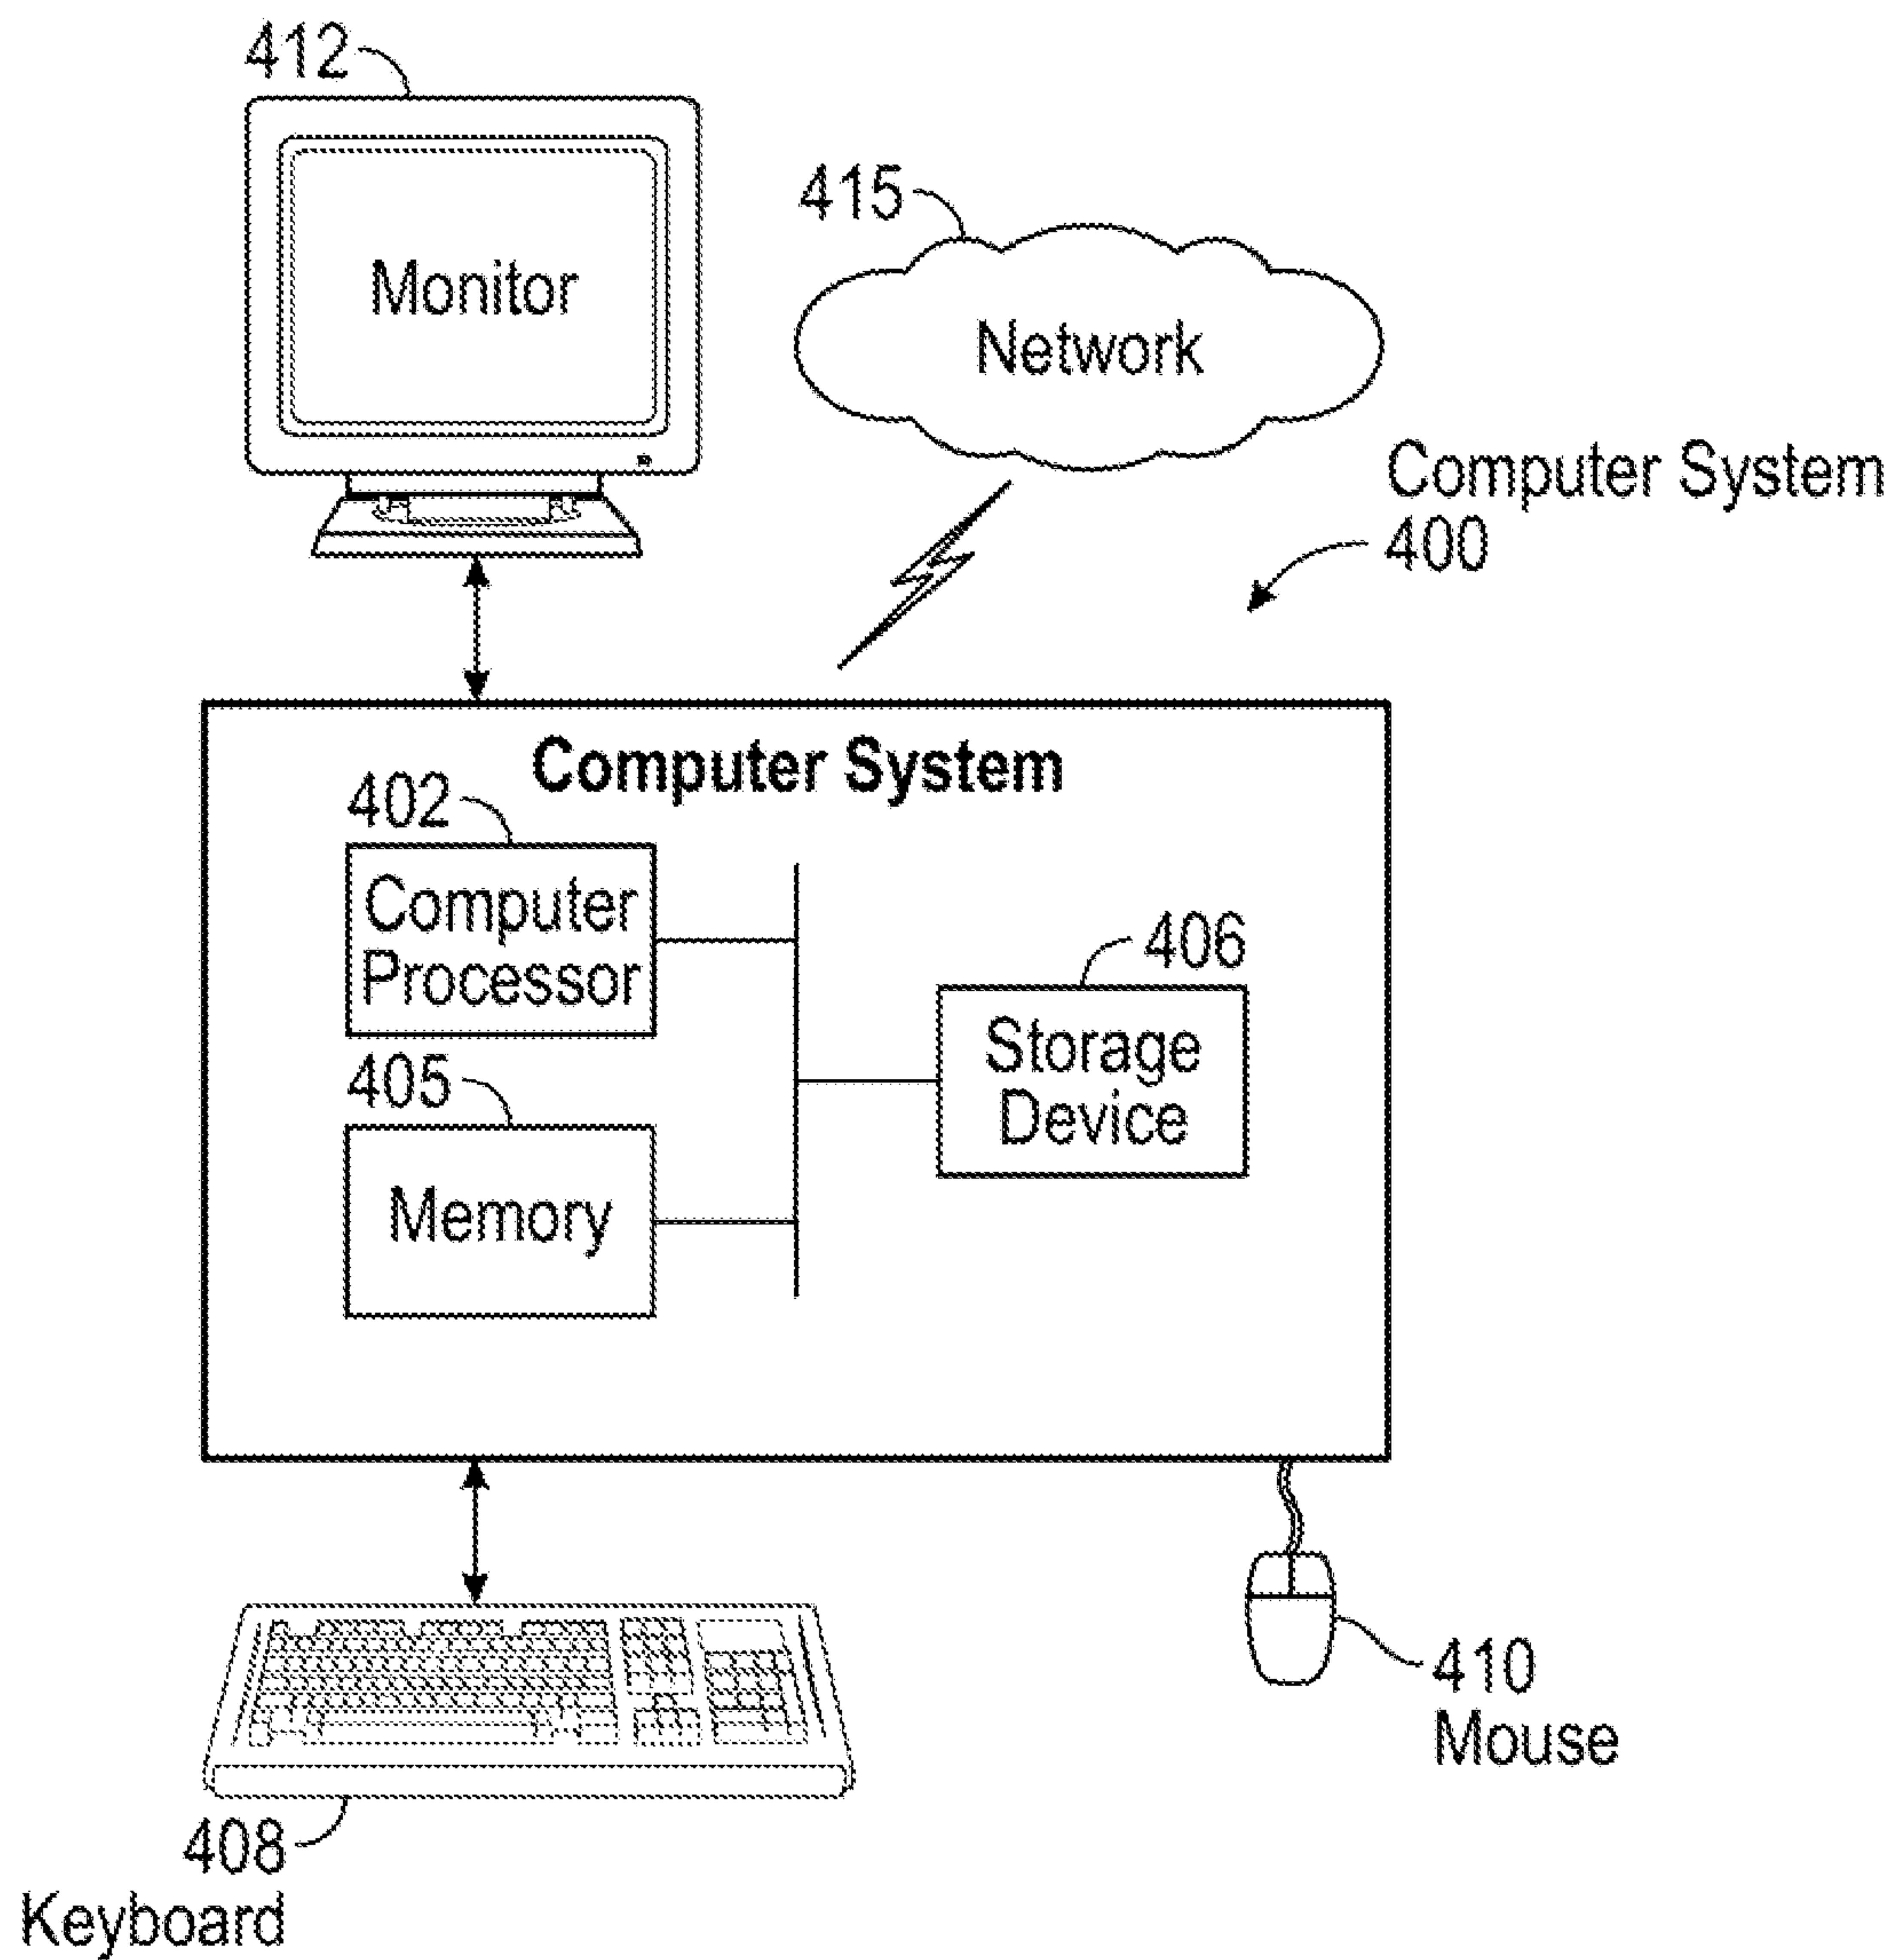 412
Monitor
415
Network
Computer System
400
Computer System
402
Computer
Processor
406
Storage
Device
405
Memory
410
Mouse
408
Keyboard